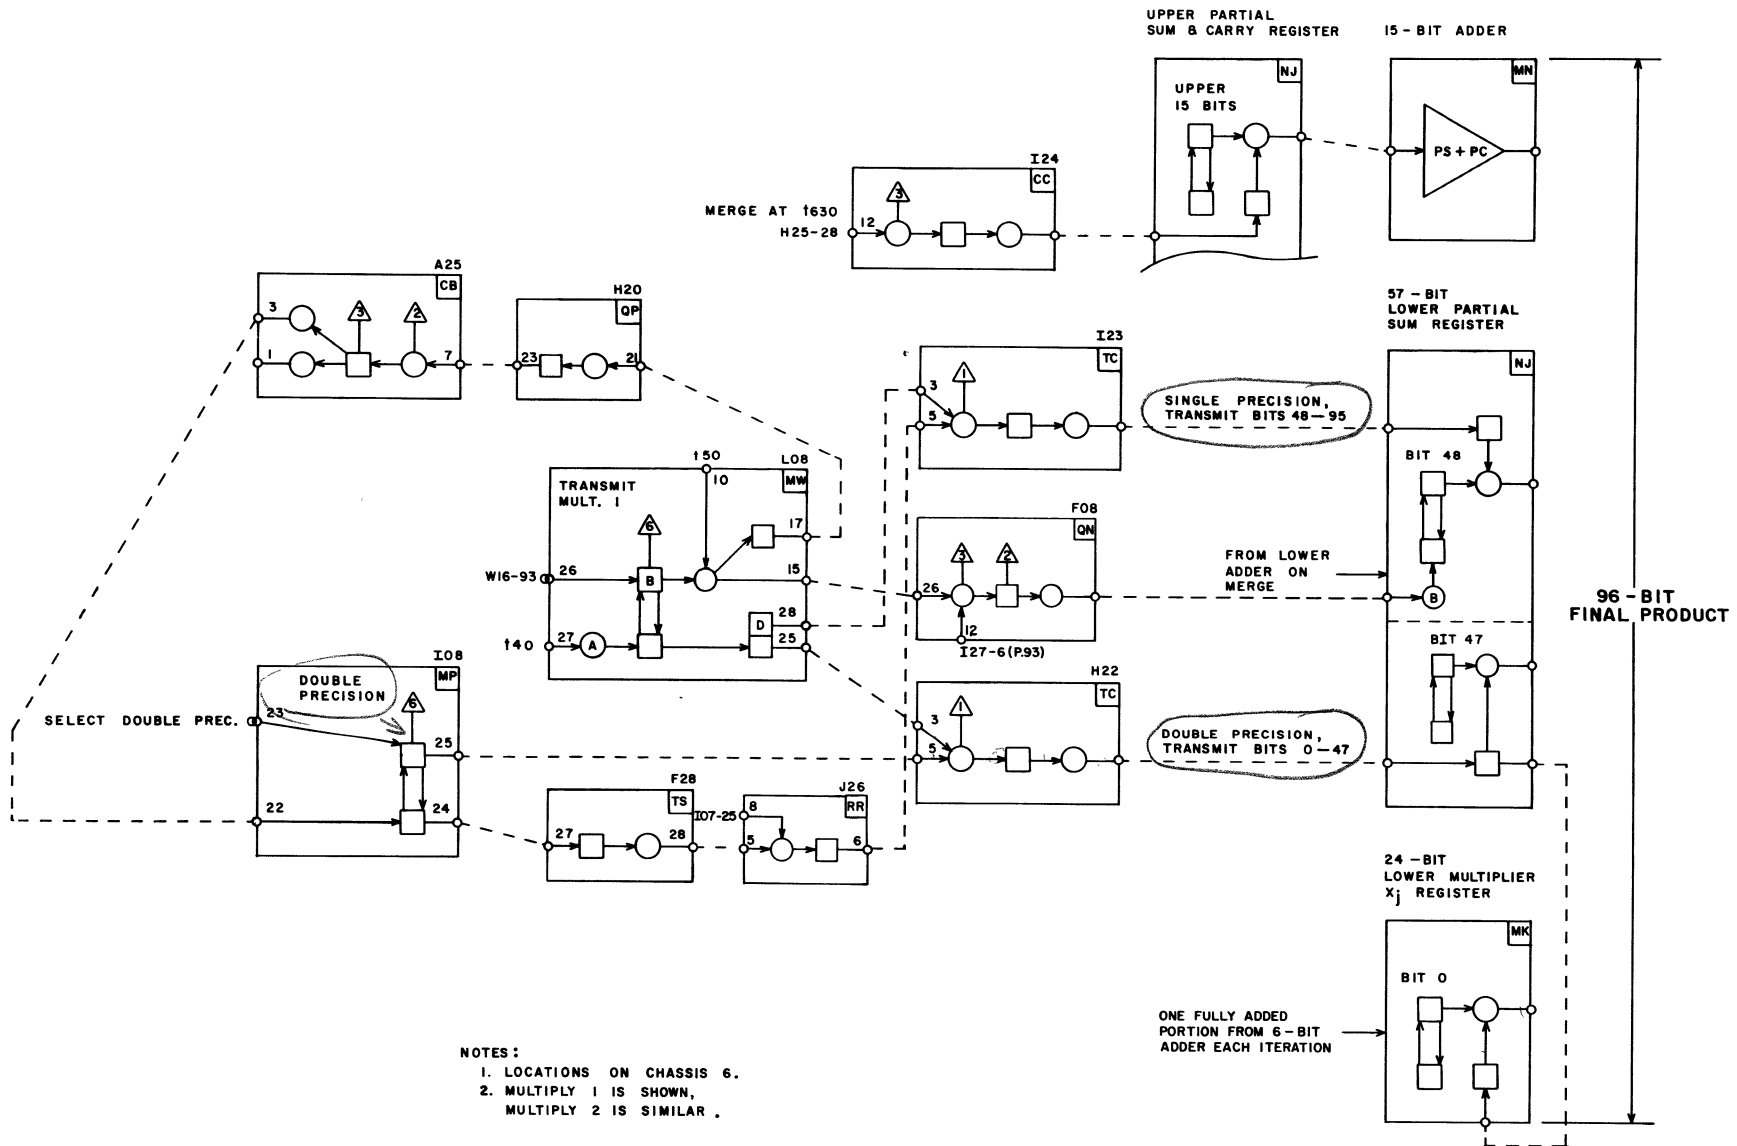 UPPER PARTIAL
SUM & CARRY REGISTER
15-BIT ADDER
NJ
UPPER
15 BITS
MN
PS + PC
I24
CC
3
MERGE AT t630
H25-28
12
A25
CB
3
3
2
1
7
H20
QP
23
21
I23
TC
3
1
5
SINGLE PRECISION,
TRANSMIT BITS 48-95
57-BIT
LOWER PARTIAL
SUM REGISTER
NJ
BIT 48
B
FROM LOWER
ADDER ON
MERGE
BIT 47
L08
MW
TRANSMIT
MULT. 1
t50
10
6
17
W16-93
26
B
15
D
28
25
t40
27
A
F08
QN
3
2
26
12
I27-6 (P.93)
96-BIT
FINAL PRODUCT
I08
MP
DOUBLE
PRECISION
6
SELECT DOUBLE PREC.
23
25
22
24
H22
TC
3
1
5
DOUBLE PRECISION,
TRANSMIT BITS 0-47
F28
TS
27
28
J26
RR
I07-25
8
5
6
24-BIT
LOWER MULTIPLIER
Xj REGISTER
MK
BIT 0
ONE FULLY ADDED
PORTION FROM 6-BIT
ADDER EACH ITERATION
NOTES:
1. LOCATIONS ON CHASSIS 6.
2. MULTIPLY 1 IS SHOWN,
MULTIPLY 2 IS SIMILAR.